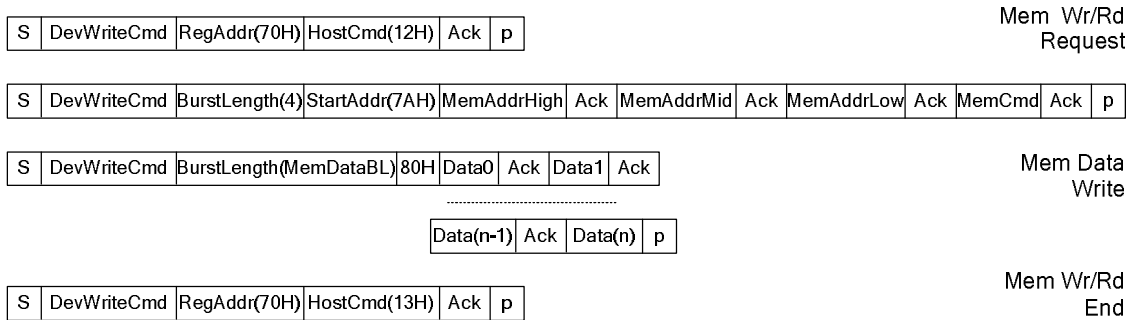 S DevWriteCmd RegAddr(70H) HostCmd(12H) Ack p
Mem Wr/Rd
Request
S DevWriteCmd BurstLength(4) StartAddr(7AH) MemAddrHigh Ack MemAddrMid Ack MemAddrLow Ack MemCmd Ack p
S DevWriteCmd BurstLength(MemDataBL) 80H Data0 Ack Data1 Ack
Mem Data
Write
Data(n-1) Ack Data(n) p
S DevWriteCmd RegAddr(70H) HostCmd(13H) Ack p
Mem Wr/Rd
End